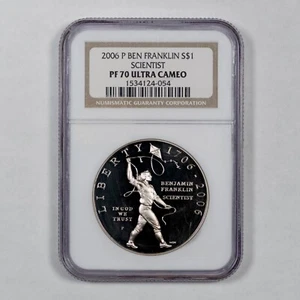 2006 P BEN FRANKLIN S$1
SCIENTIST
PF 70 ULTRA CAMEO
1534124-054
NUMISMATIC GUARANTY CORPORATION
LIBERTY 1706-2006
BENJAMIN
FRANKLIN
SCIENTIST
IN GOD
WE
TRUST